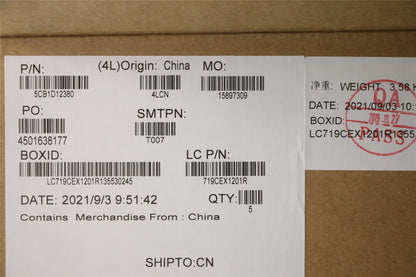 P/N: (4L)Origin: China MO:
5CB1D12380 4LCN 15897309
PO: SMTPN:
4501638177 T007
BOXID: LC P/N:
LC719CEX1201R135530245 719CEX1201R
DATE: 2021/9/3 9:51:42 QTY:
5
Contains Merchandise From : China
SHIPTO:CN
净重: WEIGHT: 3.58
DATE: 2021/09/03 10:
BOXID:
LC719CEX1201R1355
QA
PASS